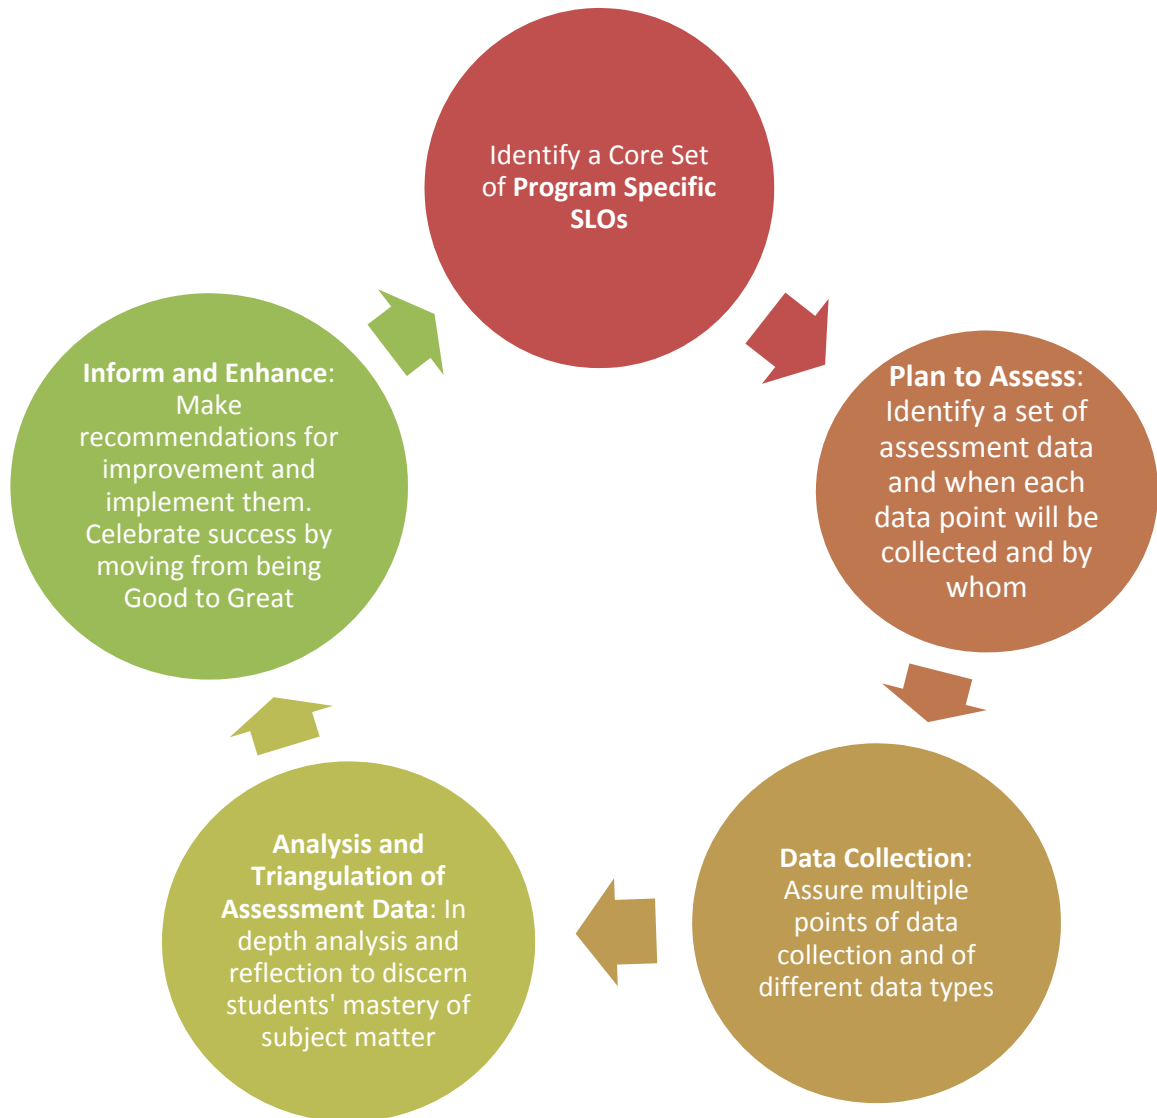 Identify a Core Set
of Program Specific
SLOs
Plan to Assess:
Identify a set of
assessment data
and when each
data point will be
collected and by
whom
Data Collection:
Assure multiple
points of data
collection and of
different data types
Analysis and
Triangulation of
Assessment Data: In
depth analysis and
reflection to discern
students' mastery of
subject matter
Inform and Enhance:
Make
recommendations for
improvement and
implement them.
Celebrate success by
moving from being
Good to Great